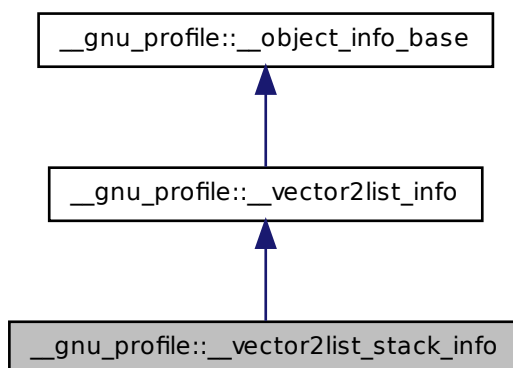 __gnu_profile::__object_info_base
__gnu_profile::__vector2list_info
__gnu_profile::__vector2list_stack_info